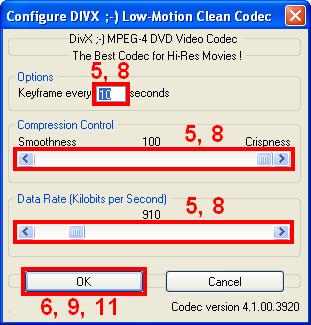 Configure DIVX ;-) Low-Motion Clean Codec
DivX ;-) MPEG-4 DVD Video Codec
The Best Codec for Hi-Res Movies !
Options
5, 8
Keyframe every 10 seconds
Compression Control
5, 8
Smoothness 100 Crispness
Data Rate (Kilobits per Second)
5, 8
910
OK Cancel
6, 9, 11
Codec version 4.1.00.3920